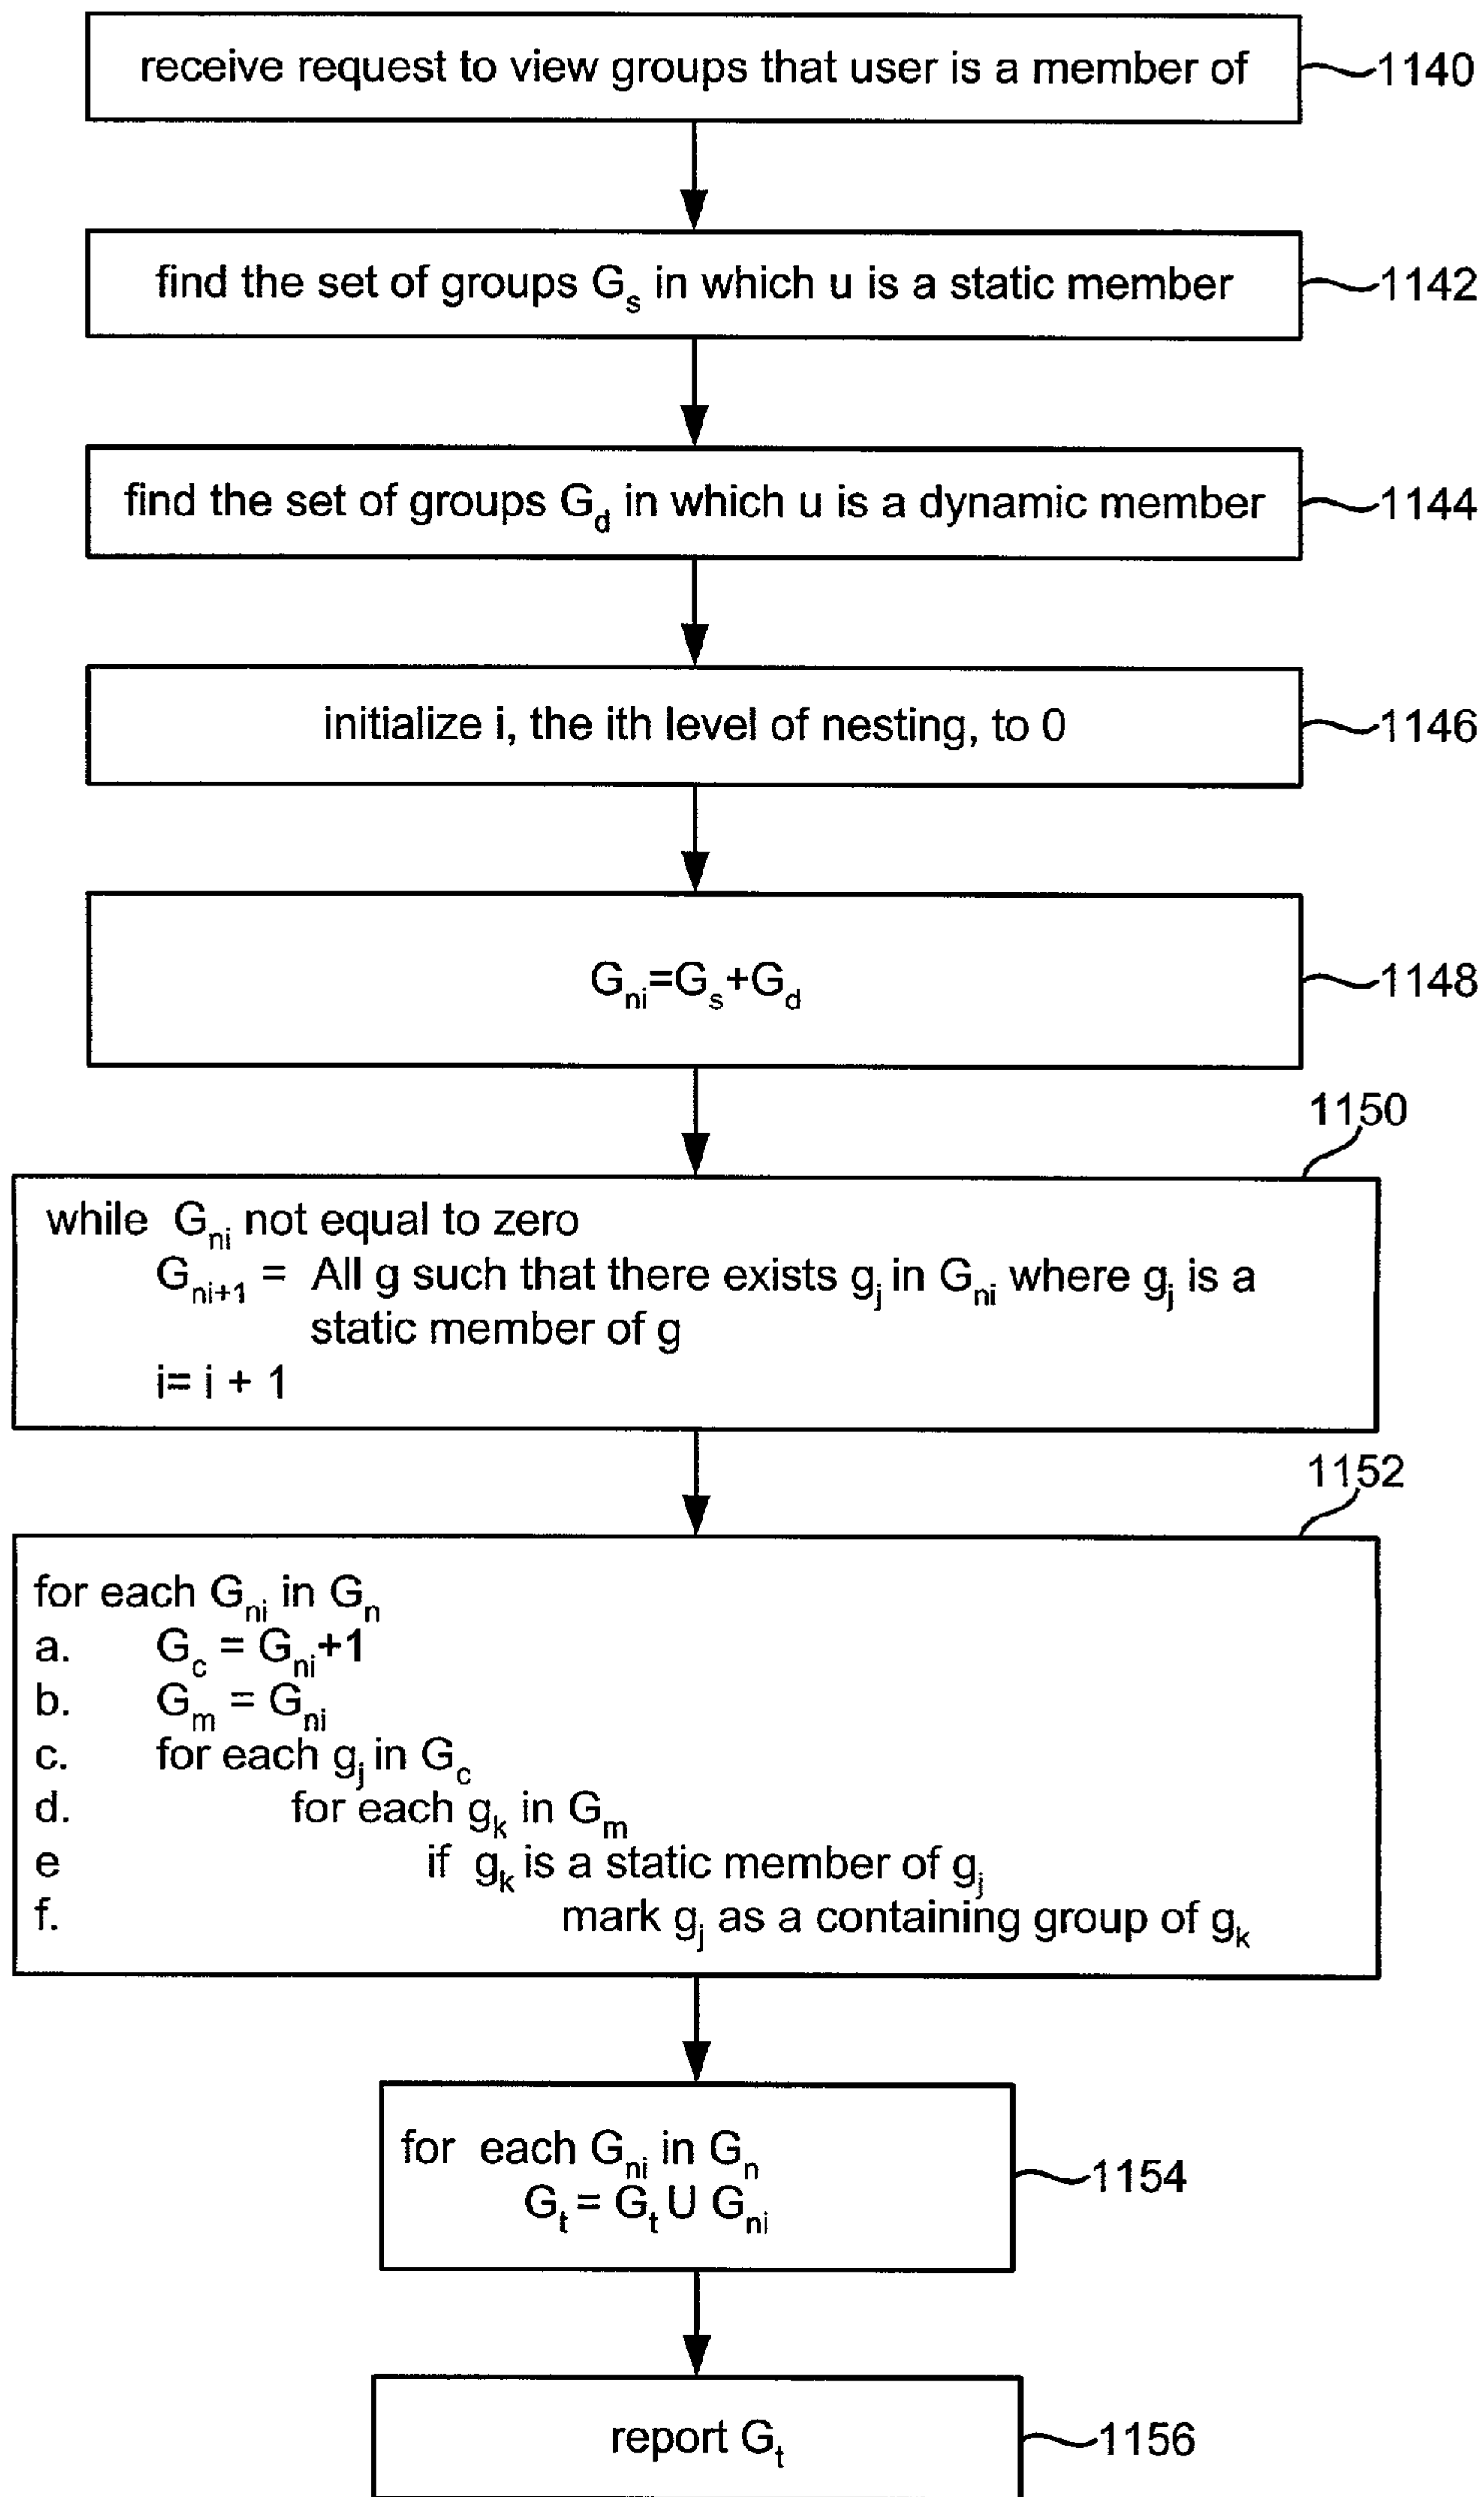 receive request to view groups that user is a member of 1140
find the set of groups Gs in which u is a static member 1142
find the set of groups Gd in which u is a dynamic member 1144
initialize i, the ith level of nesting, to 0 1146
Gni=Gs+Gd 1148
1150
while Gni not equal to zero
Gni+1 = All g such that there exists gj in Gni where gj is a
static member of g
i= i + 1
1152
for each Gni in Gn
a. Gc = Gni+1
b. Gm = Gni
c. for each gj in Gc
d. for each gk in Gm
e if gk is a static member of gj
f. mark gj as a containing group of gk
for each Gni in Gn
Gt = Gt U Gni
1154
report Gt 1156